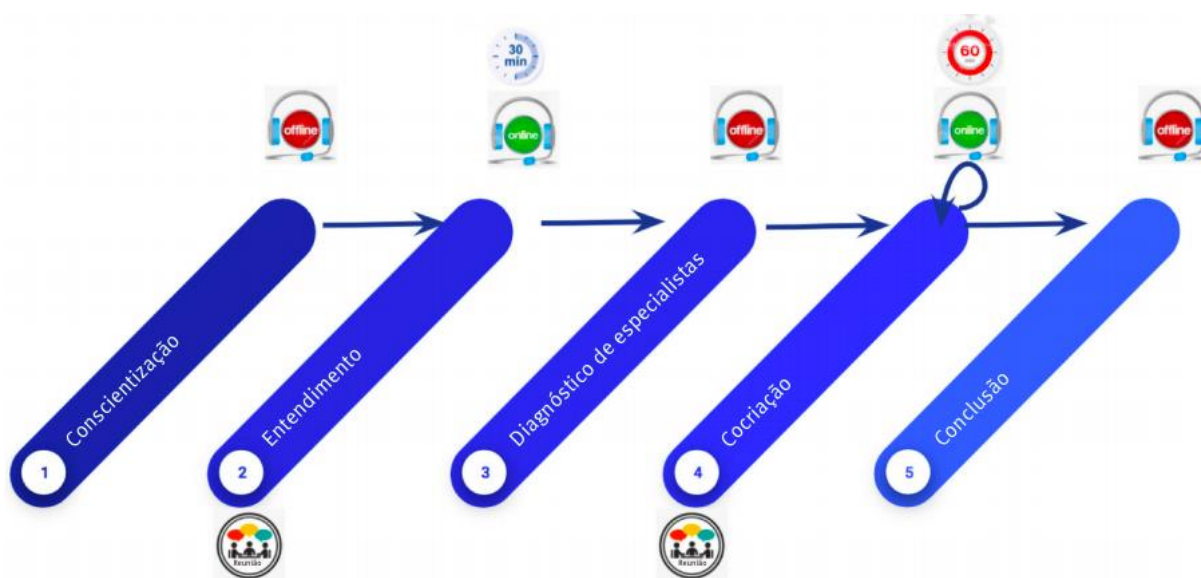 30
min
60
min
offline
online
offline
online
offline
Conscientização
Entendimento
Diagnóstico de especialistas
Cocriação
Conclusão
1
2
3
4
5
Reunião
Reunião